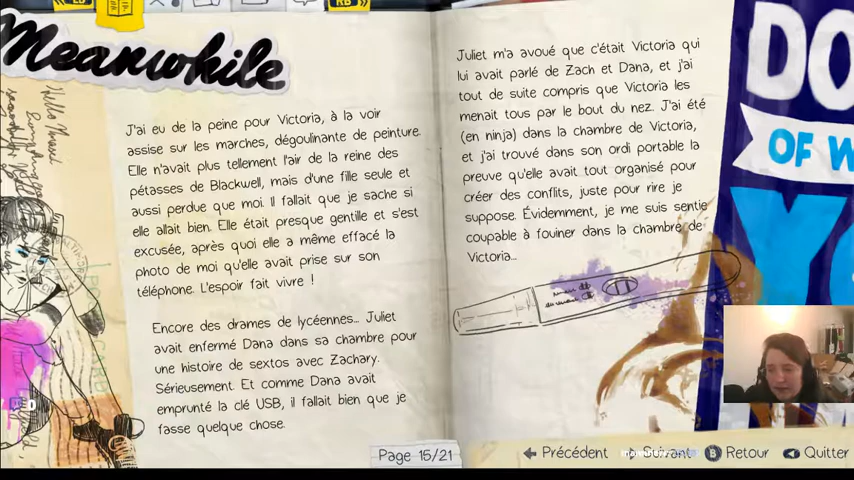 RB
Meanwhile
J'ai eu de la peine pour Victoria, à la voir
assise sur les marches, dégoulinante de peinture.
Elle n'avait plus tellement l'air de la reine des
pétasses de Blackwell, mais d'une fille seule et
aussi perdue que moi. Il fallait que je sache si
elle allait bien. Elle était presque gentille et s'est
excusée, après quoi elle a même effacé la
photo de moi qu'elle avait prise sur son
téléphone. L'espoir fait vivre !
Encore des drames de lycéennes... Juliet
avait enfermé Dana dans sa chambre pour
une histoire de sextos avec Zachary.
Sérieusement. Et comme Dana avait
emprunté la clé USB, il fallait bien que je
fasse quelque chose.
Juliet m'a avoué que c'était Victoria qui
lui avait parlé de Zach et Dana, et j'ai
tout de suite compris que Victoria les
menait tous par le bout du nez. J'ai été
(en ninja) dans la chambre de Victoria,
et j'ai trouvé dans son ordi portable la
preuve qu'elle avait tout organisé pour
créer des conflits, juste pour rire je
suppose. Évidemment, je me suis sentie
coupable à fouiner dans la chambre de
Victoria...
DO
OF W
YO
Page 15/21
Précédent
Suivant
B Retour
Quitter